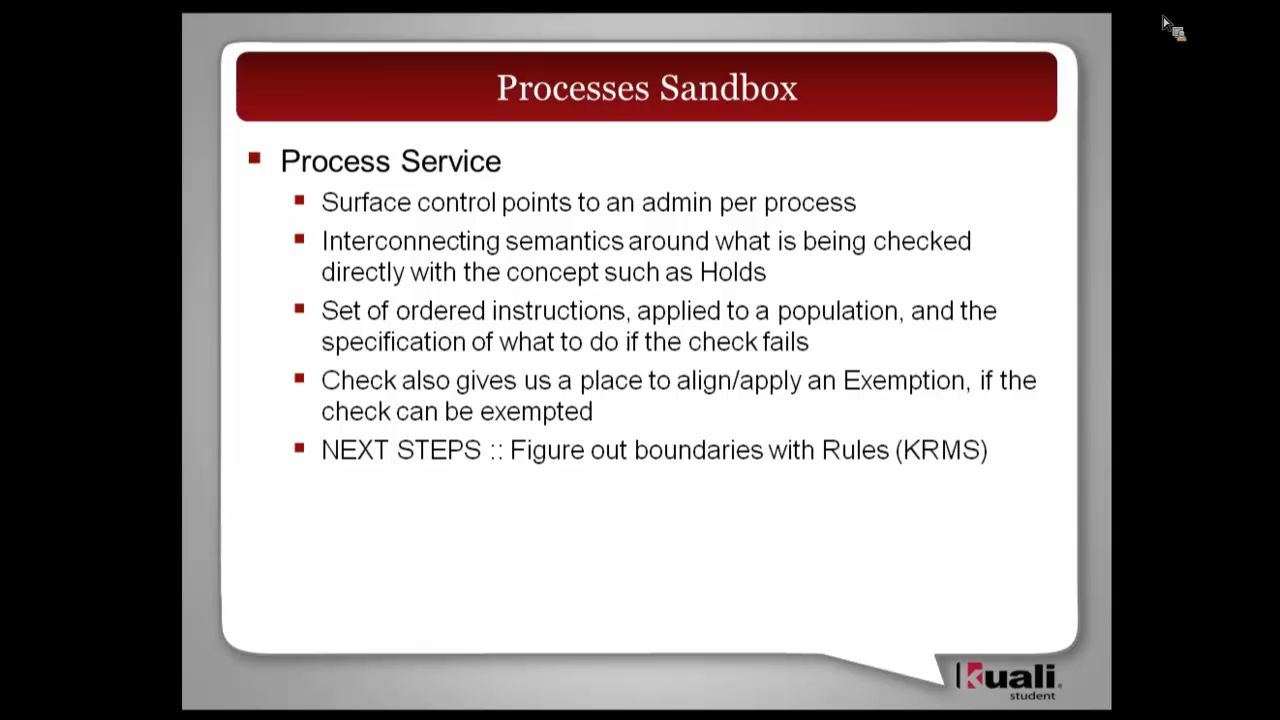 Processes Sandbox
Process Service
Surface control points to an admin per process
Interconnecting semantics around what is being checked
directly with the concept such as Holds
Set of ordered instructions, applied to a population, and the
specification of what to do if the check fails
Check also gives us a place to align/apply an Exemption, if the
check can be exempted
NEXT STEPS :: Figure out boundaries with Rules (KRMS)
kuali
student